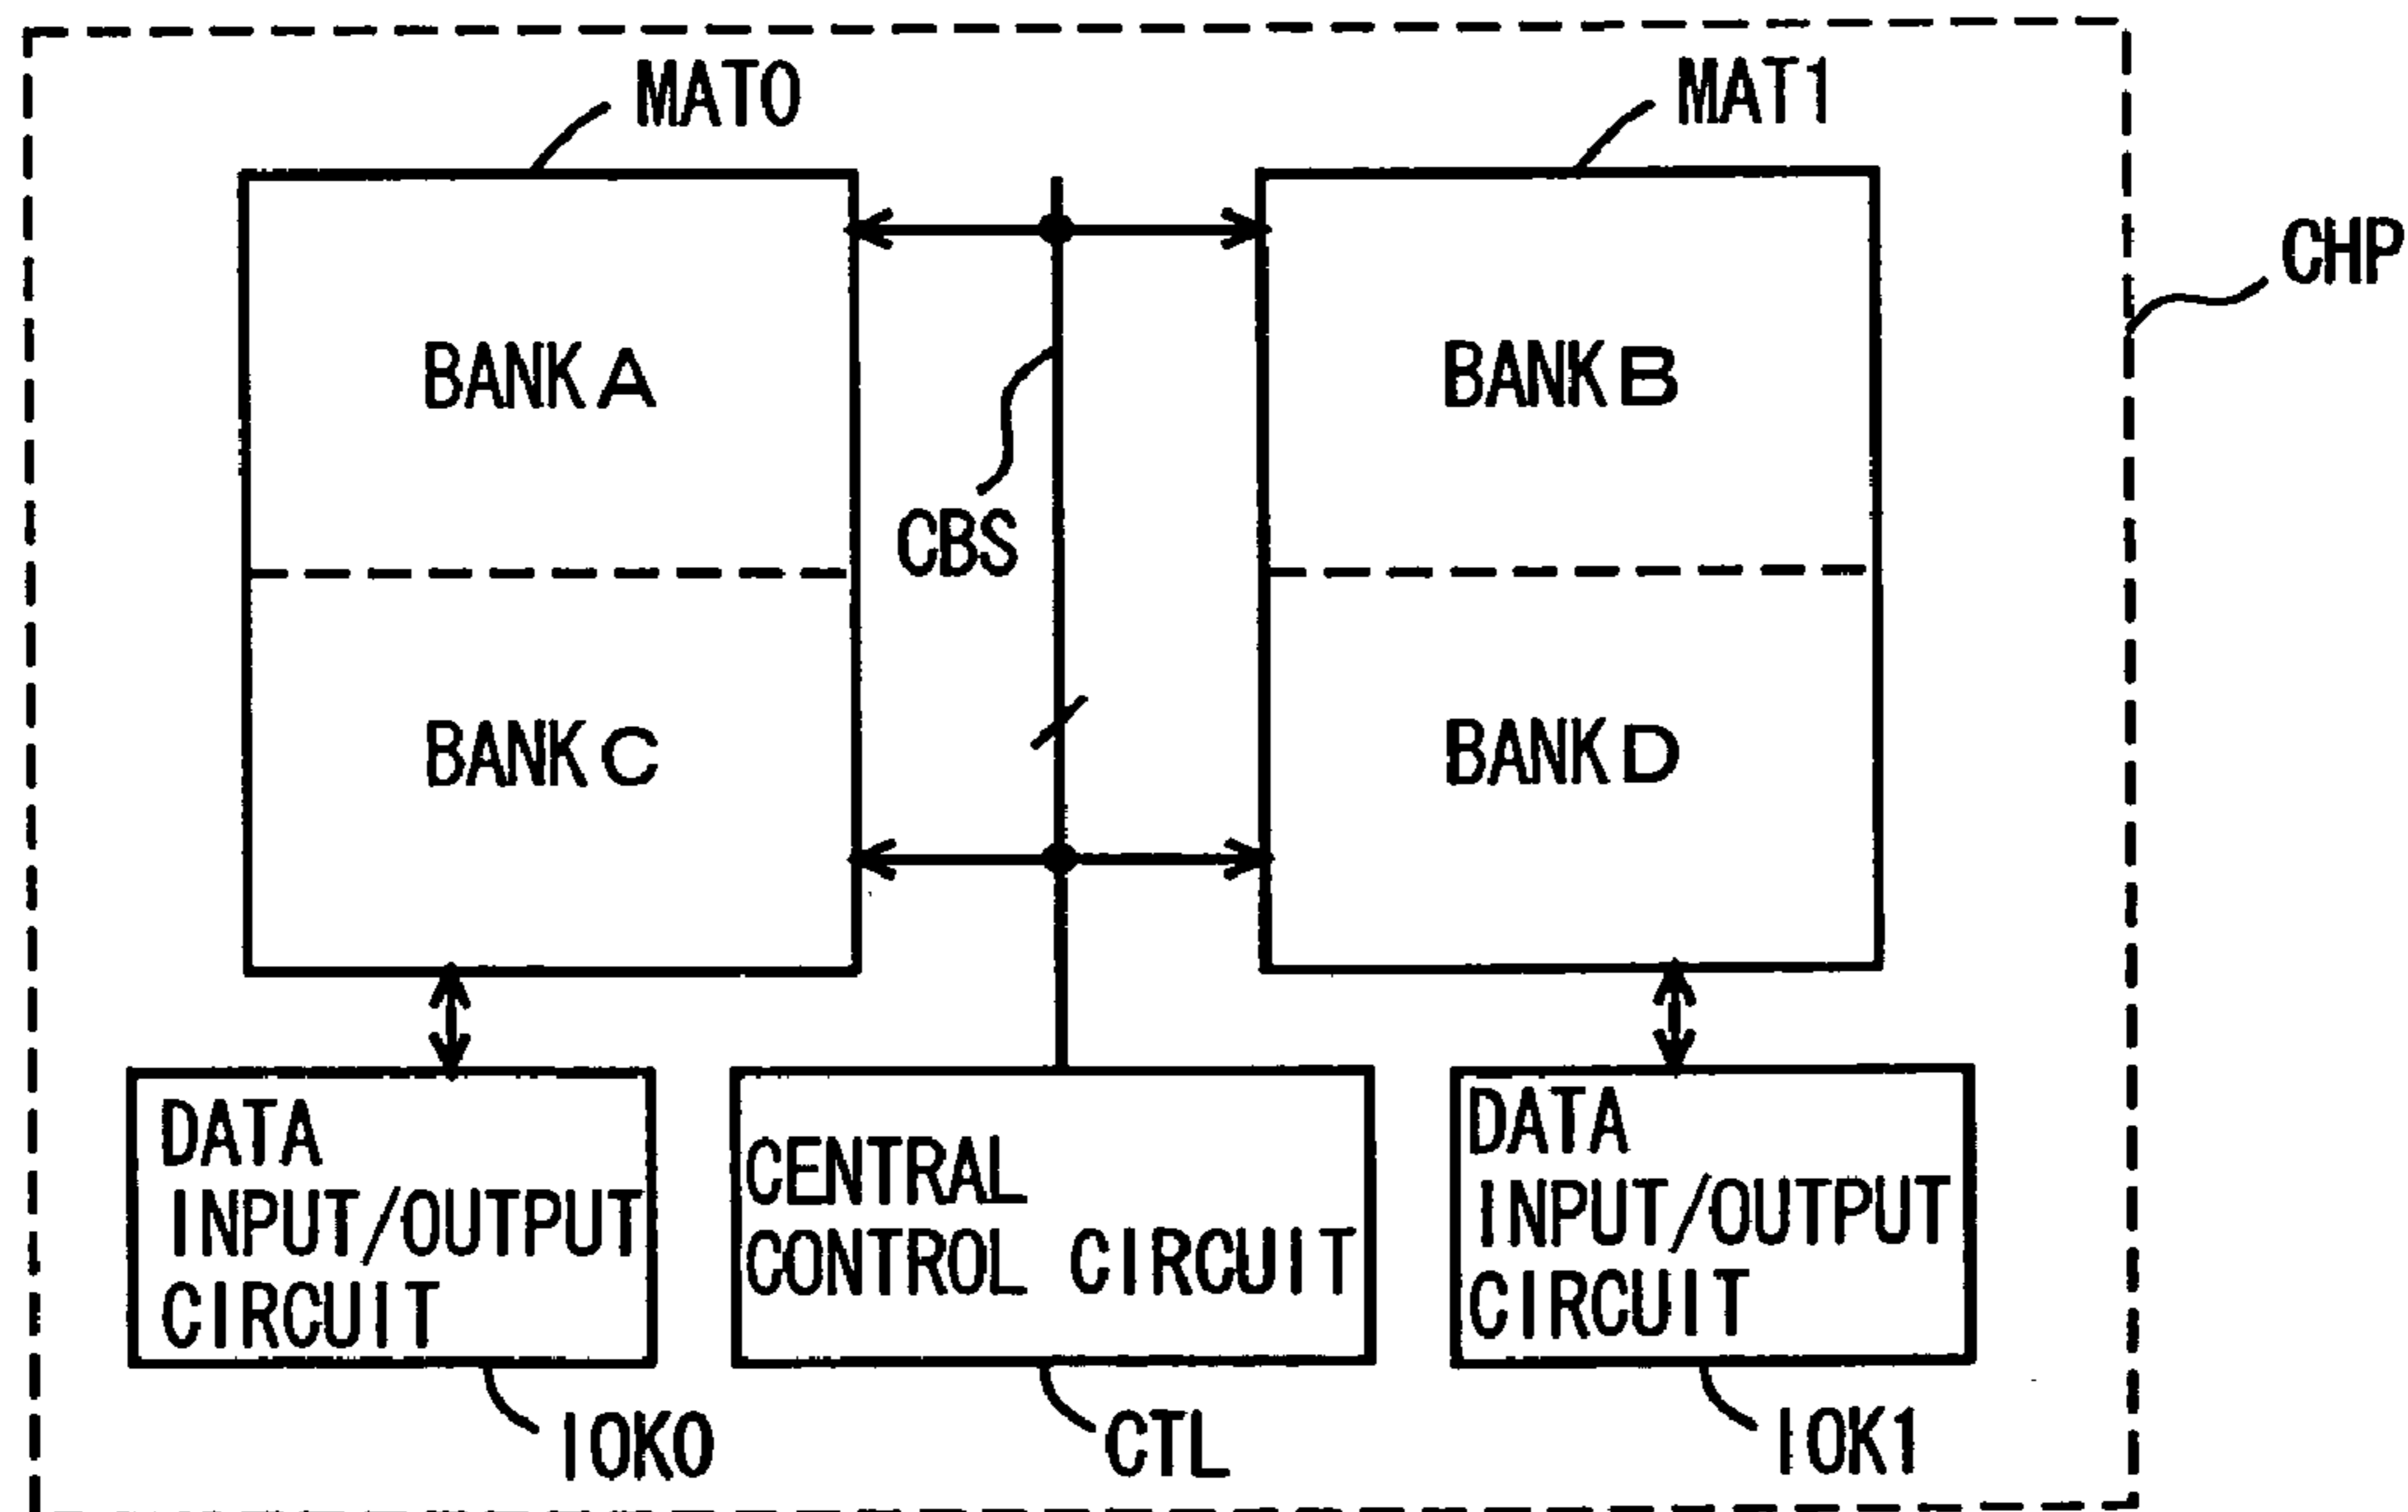 MAT0
MAT1
CHP
BANK A
BANK B
CBS
BANK C
BANK D
DATA
INPUT/OUTPUT
CIRCUIT
CENTRAL
CONTROL CIRCUIT
DATA
INPUT/OUTPUT
CIRCUIT
IOK0
CTL
IOK1